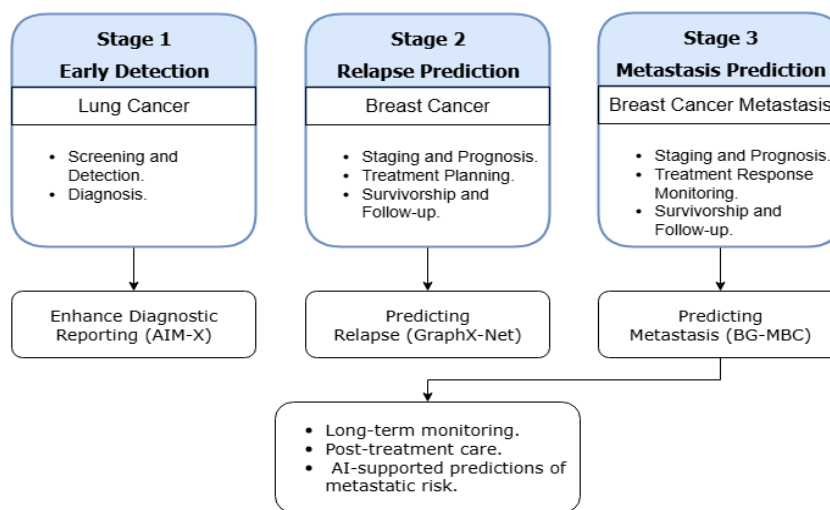 Stage 1
Early Detection
Lung Cancer
• Screening and
Detection.
• Diagnosis.
Enhance Diagnostic
Reporting (AIM-X)
Stage 2
Relapse Prediction
Breast Cancer
• Staging and Prognosis.
• Treatment Planning.
• Survivorship and
Follow-up.
Predicting
Relapse (GraphX-Net)
Stage 3
Metastasis Prediction
Breast Cancer Metastasis
• Staging and Prognosis.
• Treatment Response
Monitoring.
• Survivorship and
Follow-up.
Predicting
Metastasis (BG-MBC)
• Long-term monitoring.
• Post-treatment care.
• AI-supported predictions of
metastatic risk.